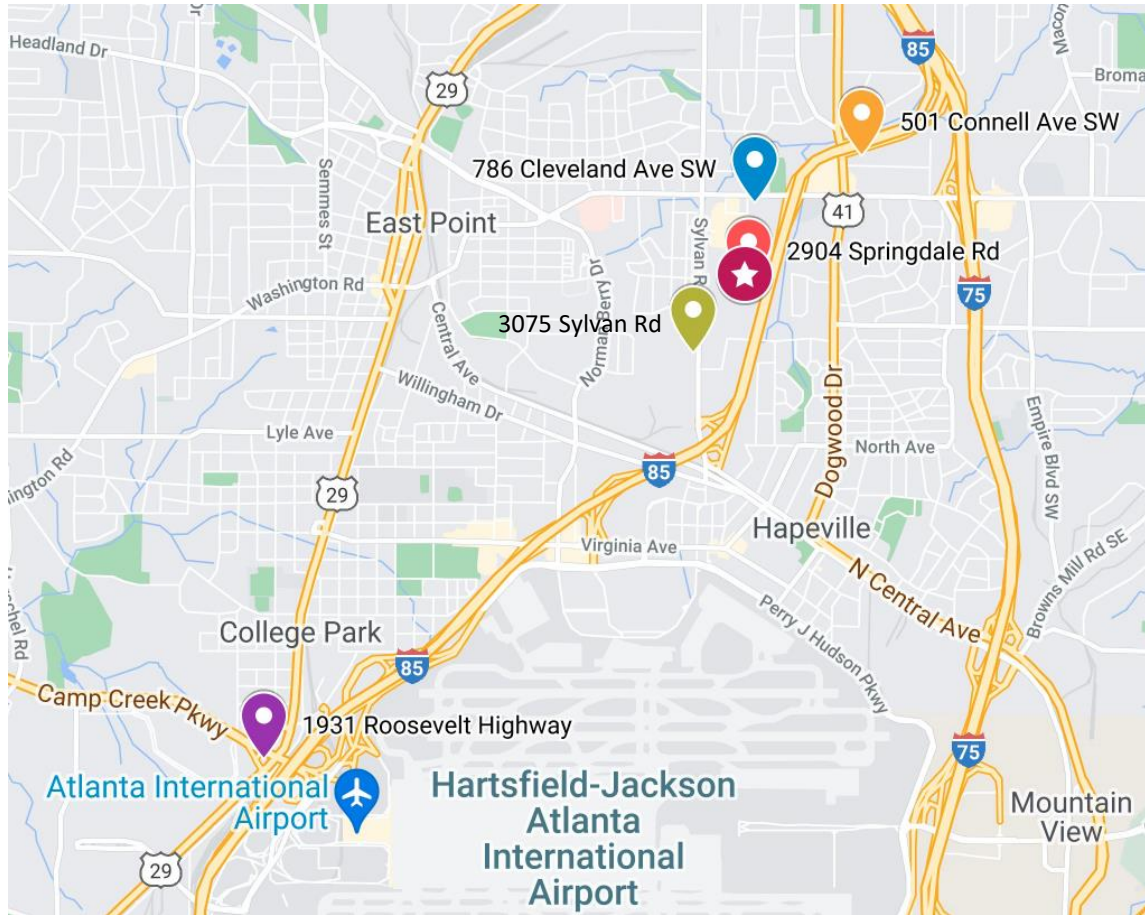 Headland Dr
29
85
Macon
Broma
501 Connell Ave SW
786 Cleveland Ave SW
41
Semmes St
East Point
Sylvan R
2904 Springdale Rd
Washington Rd
75
3075 Sylvan Rd
Central Ave
Norman Berry Dr
Willingham Dr
Dogwood Dr
Empire Blvd SW
Lyle Ave
North Ave
ington Rd
85
29
Hapeville
Virginia Ave
Browns Mill Rd SE
N Central Ave
Perry J Hudson Pkwy
College Park
chel Rd
85
Camp Creek Pkwy
1931 Roosevelt Highway
75
Atlanta International
Airport
Hartsfield-Jackson
Atlanta
International
Airport
Mountain
View
29